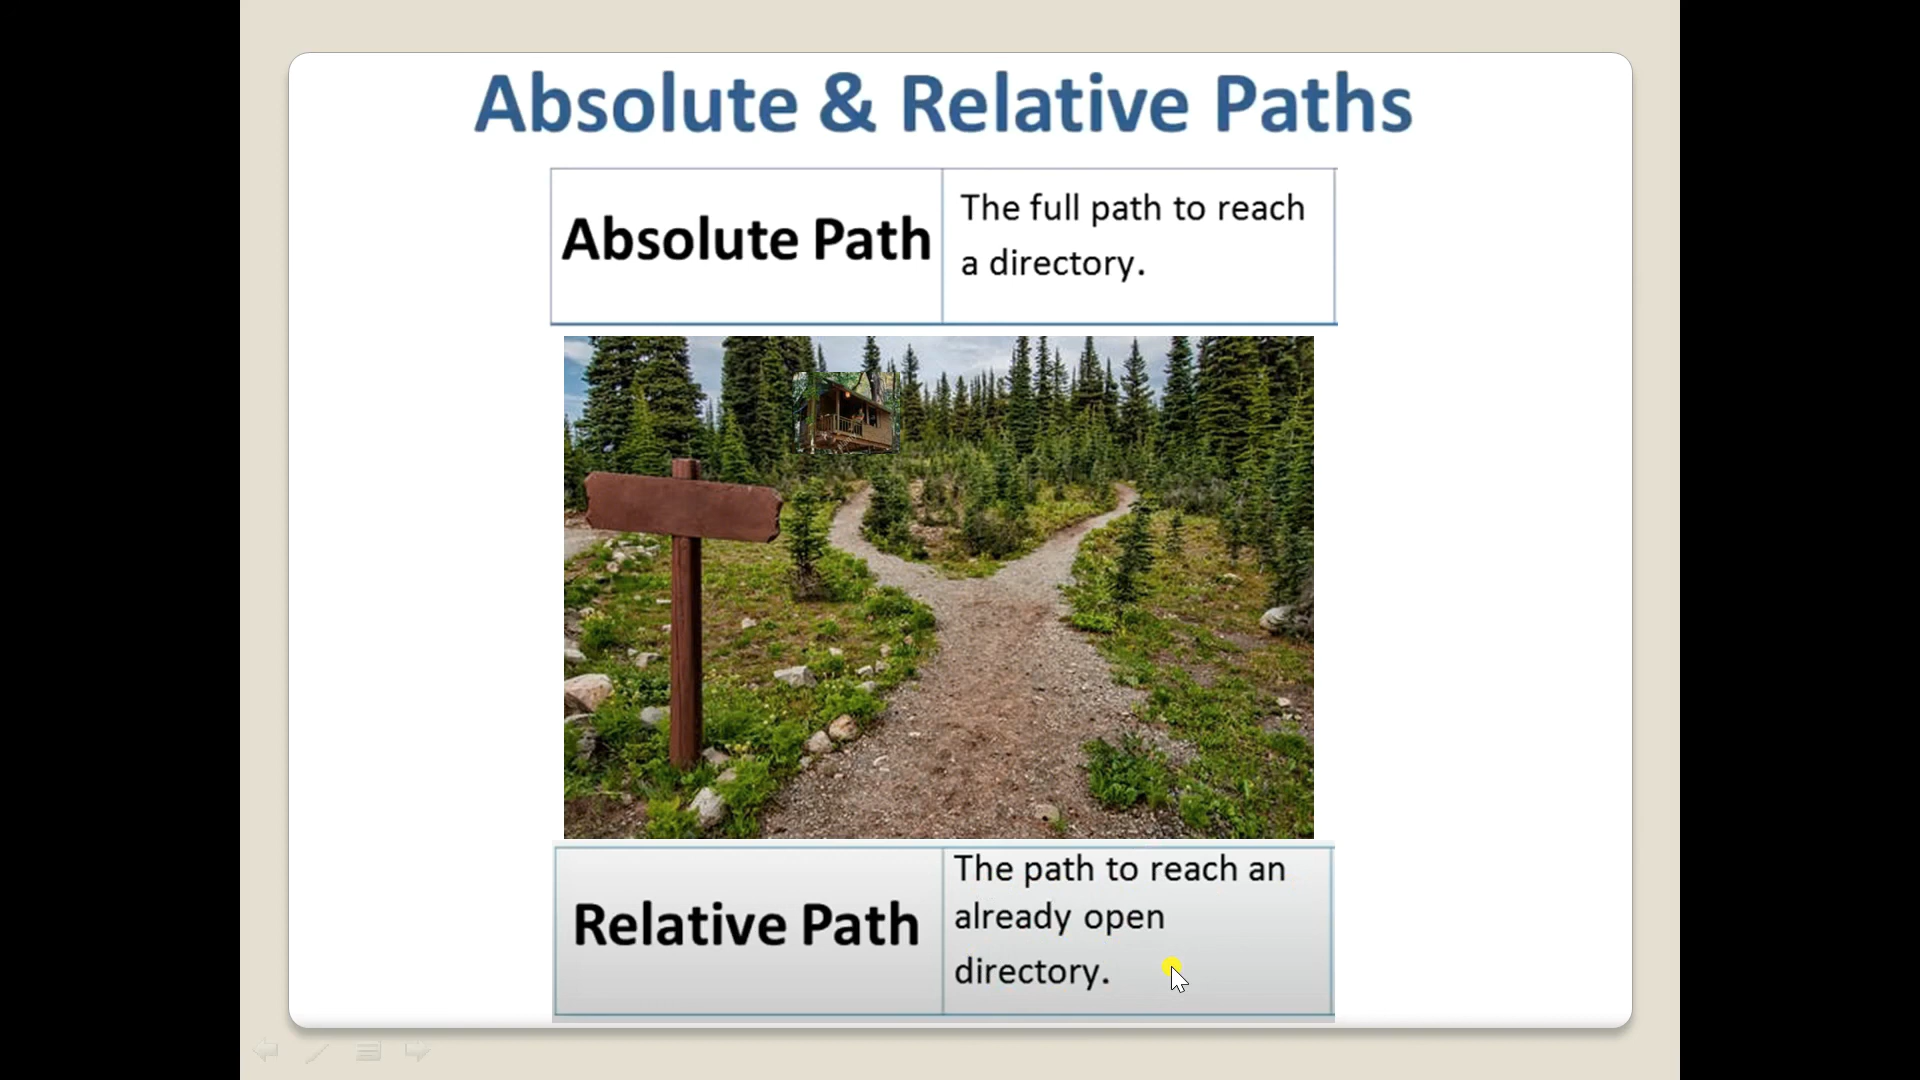 Absolute & Relative Paths
Absolute Path
The full path to reach
a directory.
Relative Path
The path to reach an
already open
directory.